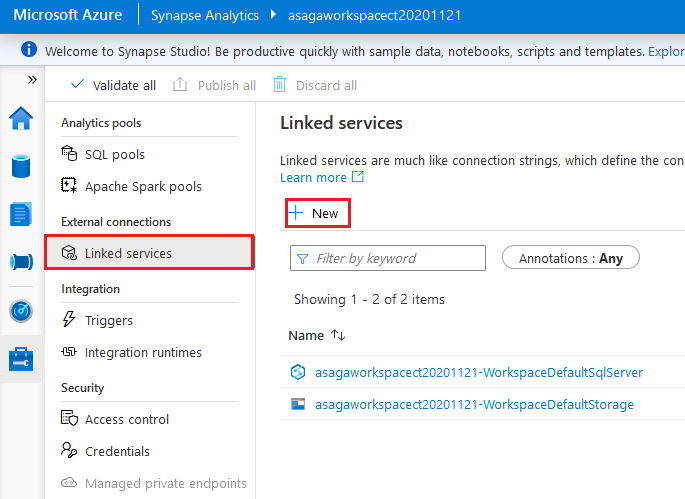 Microsoft Azure Synapse Analytics asagaworkspacect20201121
Welcome to Synapse Studio! Be productive quickly with sample data, notebooks, scripts and templates. Explor
Validate all Publish all Discard all
Analytics pools
SQL pools
Apache Spark pools
External connections
Linked services
Integration
Triggers
Integration runtimes
Security
Access control
Credentials
Managed private endpoints
Linked services
Linked services are much like connection strings, which define the con
Learn more
New
Filter by keyword
Annotations : Any
Showing 1 - 2 of 2 items
Name
asagaworkspacect20201121-WorkspaceDefaultSqlServer
asagaworkspacect20201121-WorkspaceDefaultStorage